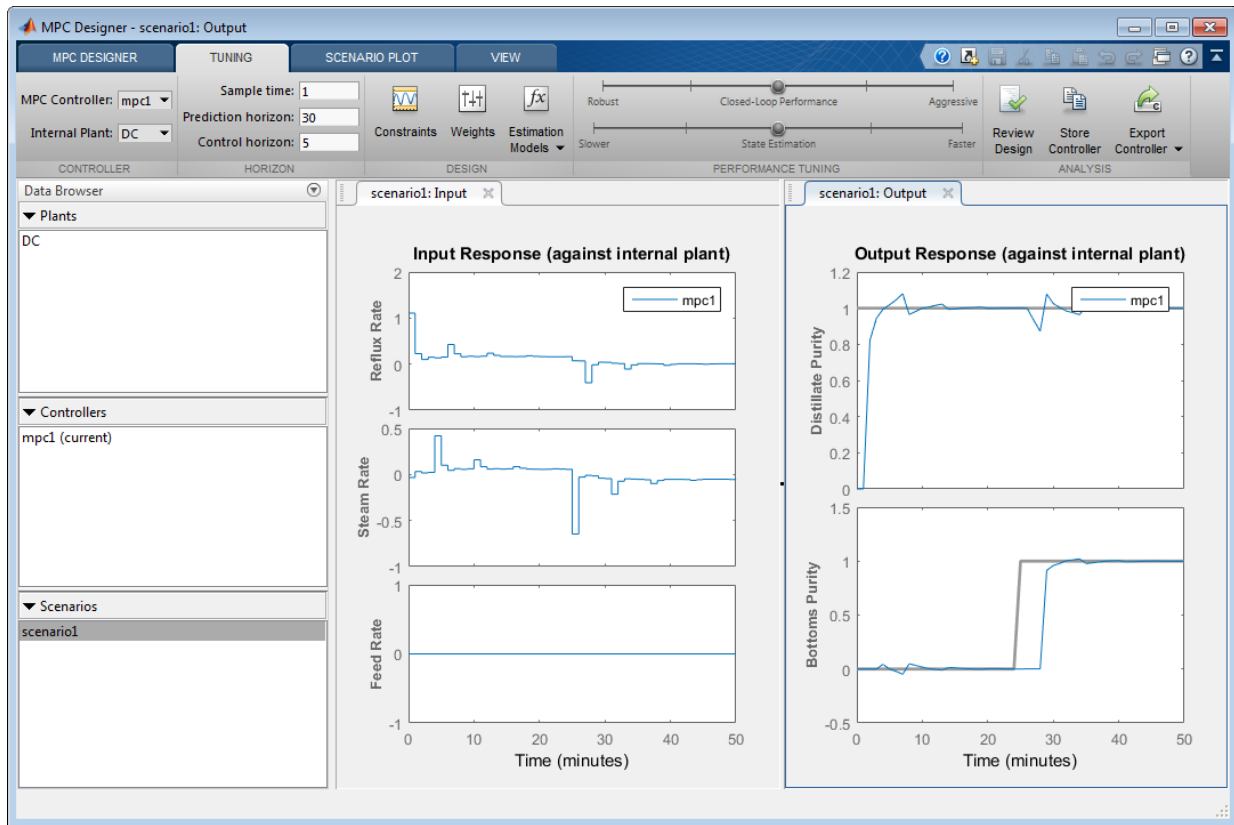 MPC Designer - scenario1: Output
MPC DESIGNER TUNING SCENARIO PLOT VIEW
MPC Controller: mpc1
Internal Plant: DC
CONTROLLER
Sample time: 1
Prediction horizon: 30
Control horizon: 5
HORIZON
Constraints Weights Estimation
Models
fx
DESIGN
Robust Closed-Loop Performance Aggressive
Slower State Estimation Faster
PERFORMANCE TUNING
Review
Design
Store
Controller
Export
Controller
ANALYSIS
Data Browser
Plants
DC
Controllers
mpc1 (current)
Scenarios
scenario1
scenario1: Input
Input Response (against internal plant)
mpc1
Reflux Rate
2
1
0
-1
Steam Rate
0.5
0
-0.5
-1
Feed Rate
1
0
-1
0 10 20 30 40 50
Time (minutes)
scenario1: Output
Output Response (against internal plant)
mpc1
Distillate Purity
1.2
1
0.8
0.6
0.4
0.2
0
Bottoms Purity
1.5
1
0.5
0
-0.5
0 10 20 30 40 50
Time (minutes)